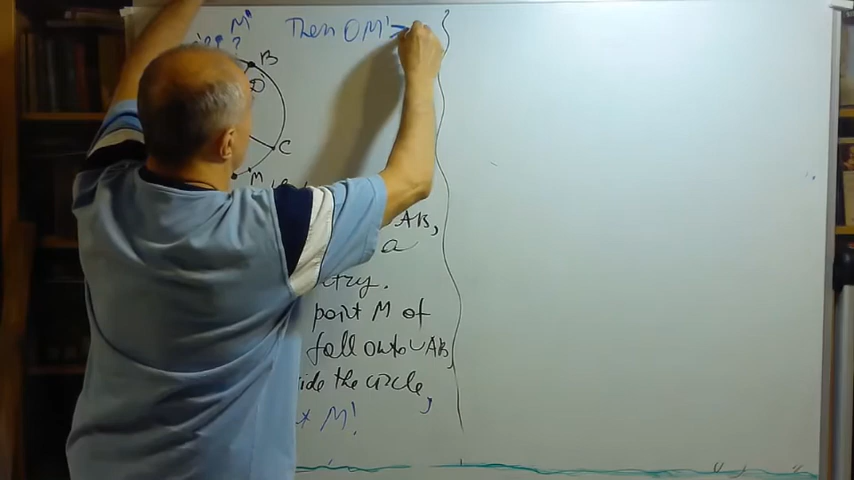 M' Then OM' >
? B
D
C
M
AB,
a
try.
point M of
fall onto ∪AB,
ide the circle,
M'